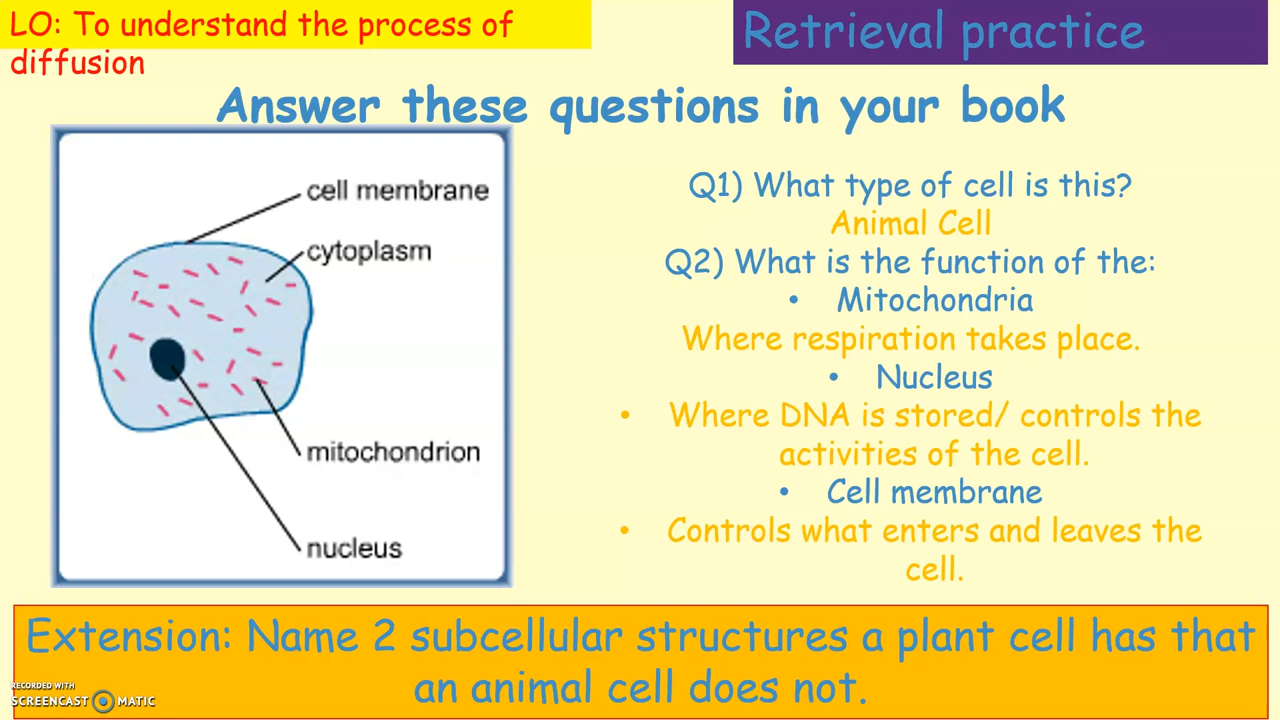 LO: To understand the process of
diffusion
Retrieval practice
Answer these questions in your book
cell membrane
cytoplasm
mitochondrion
nucleus
Q1) What type of cell is this?
Animal Cell
Q2) What is the function of the:
• Mitochondria
Where respiration takes place.
• Nucleus
• Where DNA is stored/ controls the
activities of the cell.
• Cell membrane
• Controls what enters and leaves the
cell.
Extension: Name 2 subcellular structures a plant cell has that
an animal cell does not.
RECORDED WITH
SCREENCAST MATIC